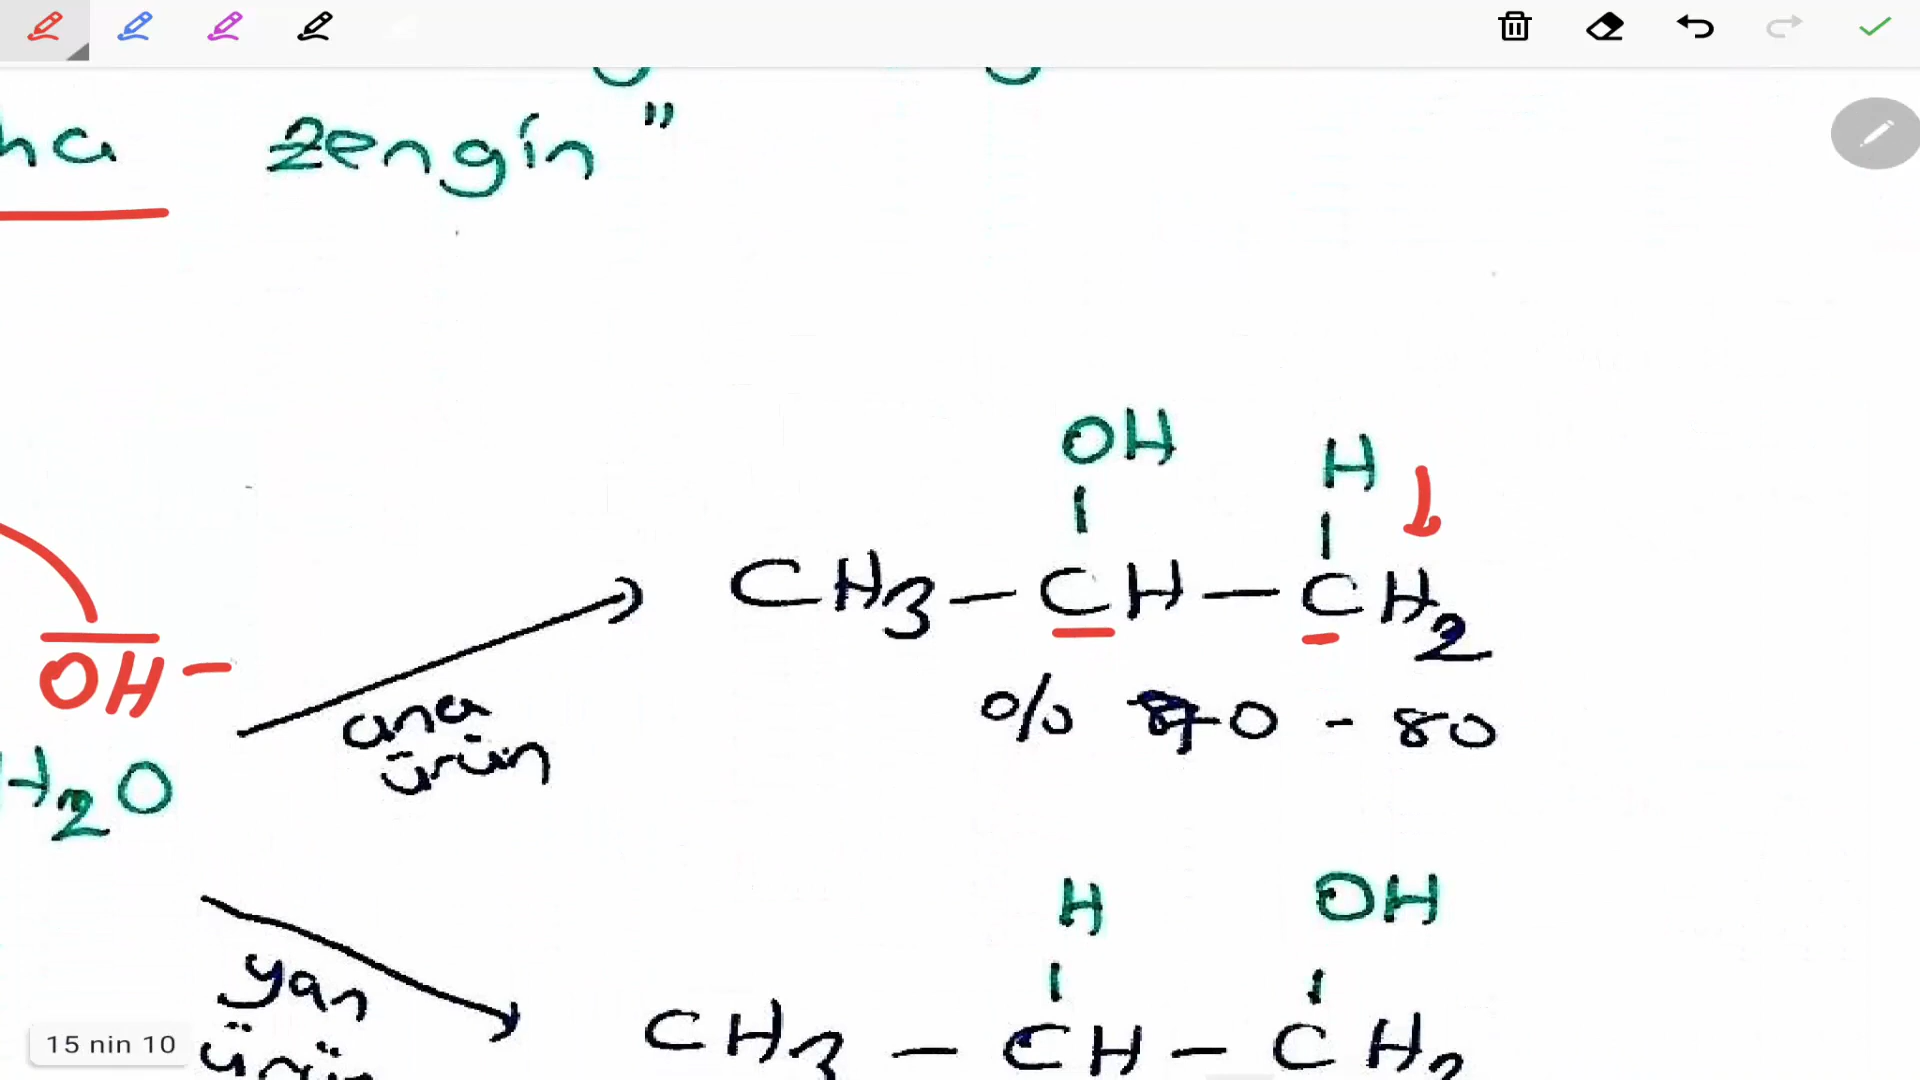 zengin"
OH
H
CH3 - CH - CH2
OH -
ana
ürün
% 70 - 80
H2O
H
OH
yan
CH3 - CH - CH2
15 nin 10
ürün